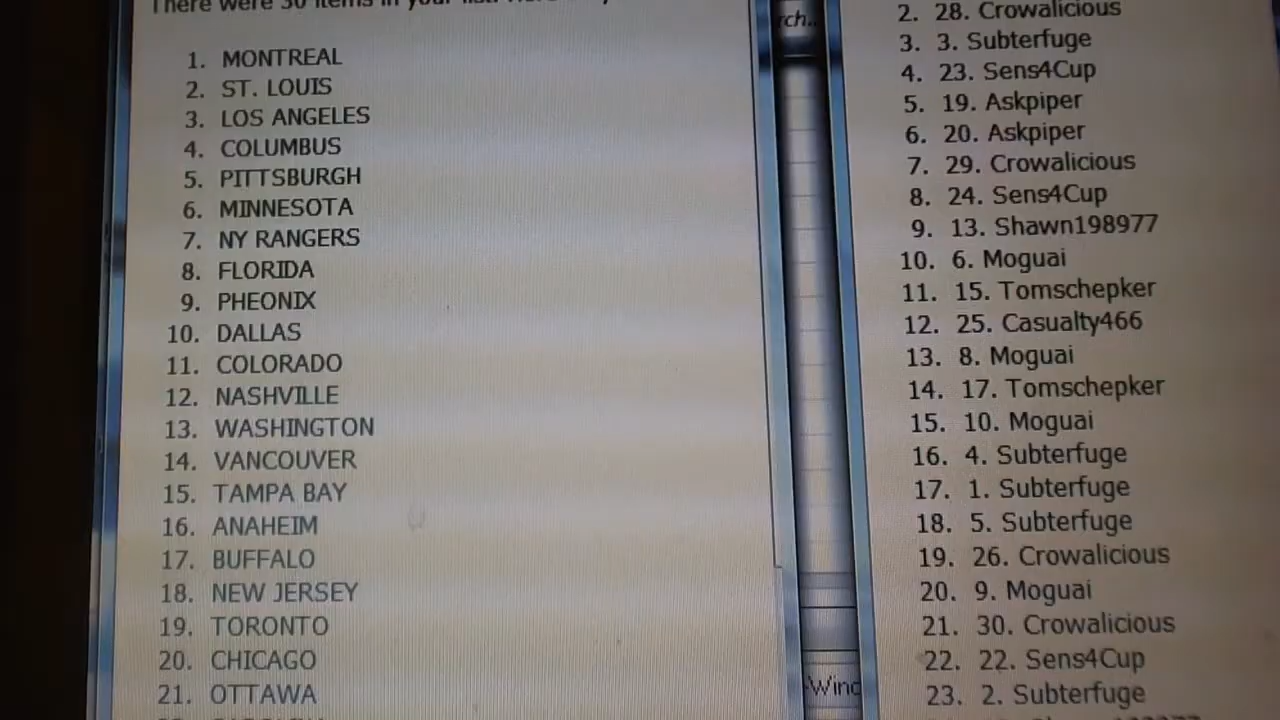 There were 30 items in your list.
1. MONTREAL
2. ST. LOUIS
3. LOS ANGELES
4. COLUMBUS
5. PITTSBURGH
6. MINNESOTA
7. NY RANGERS
8. FLORIDA
9. PHEONIX
10. DALLAS
11. COLORADO
12. NASHVILLE
13. WASHINGTON
14. VANCOUVER
15. TAMPA BAY
16. ANAHEIM
17. BUFFALO
18. NEW JERSEY
19. TORONTO
20. CHICAGO
21. OTTAWA
rch..
Wind
2. 28. Crowalicious
3. 3. Subterfuge
4. 23. Sens4Cup
5. 19. Askpiper
6. 20. Askpiper
7. 29. Crowalicious
8. 24. Sens4Cup
9. 13. Shawn198977
10. 6. Moguai
11. 15. Tomschepker
12. 25. Casualty466
13. 8. Moguai
14. 17. Tomschepker
15. 10. Moguai
16. 4. Subterfuge
17. 1. Subterfuge
18. 5. Subterfuge
19. 26. Crowalicious
20. 9. Moguai
21. 30. Crowalicious
22. 22. Sens4Cup
23. 2. Subterfuge